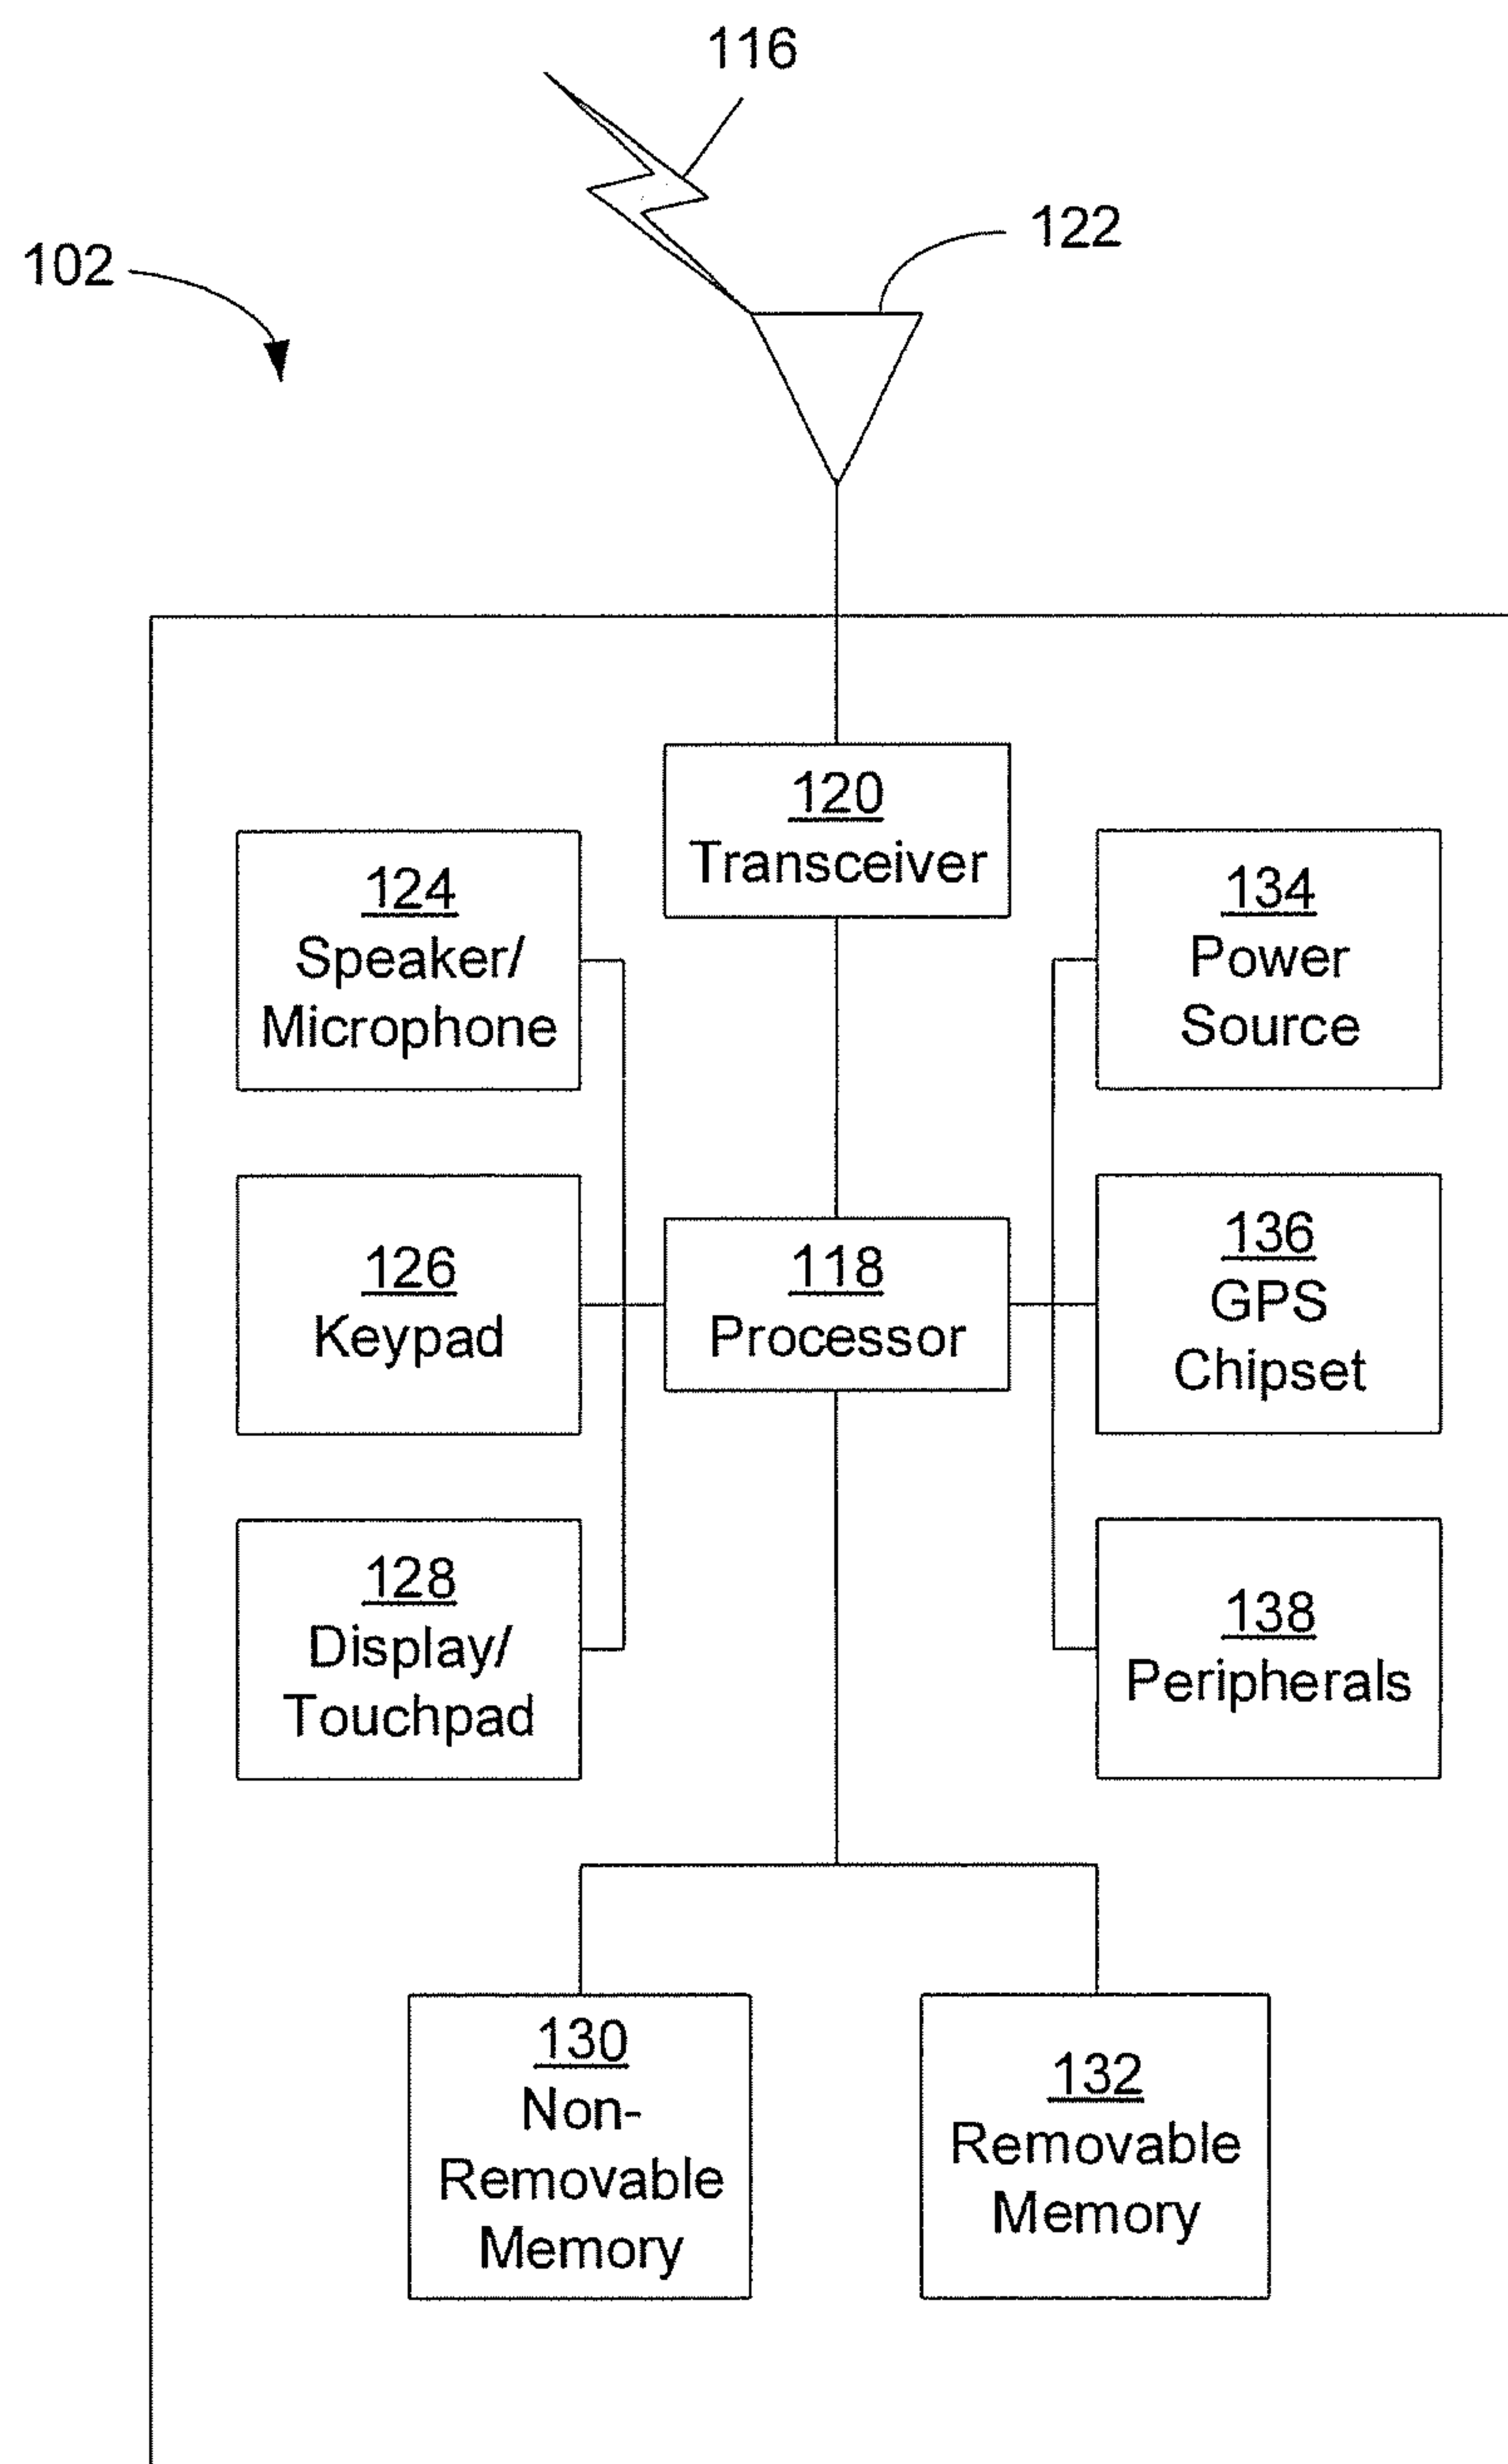 116
122
102
120
Transceiver
124
Speaker/
Microphone
134
Power
Source
126
Keypad
118
Processor
136
GPS
Chipset
128
Display/
Touchpad
138
Peripherals
130
Non-
Removable
Memory
132
Removable
Memory